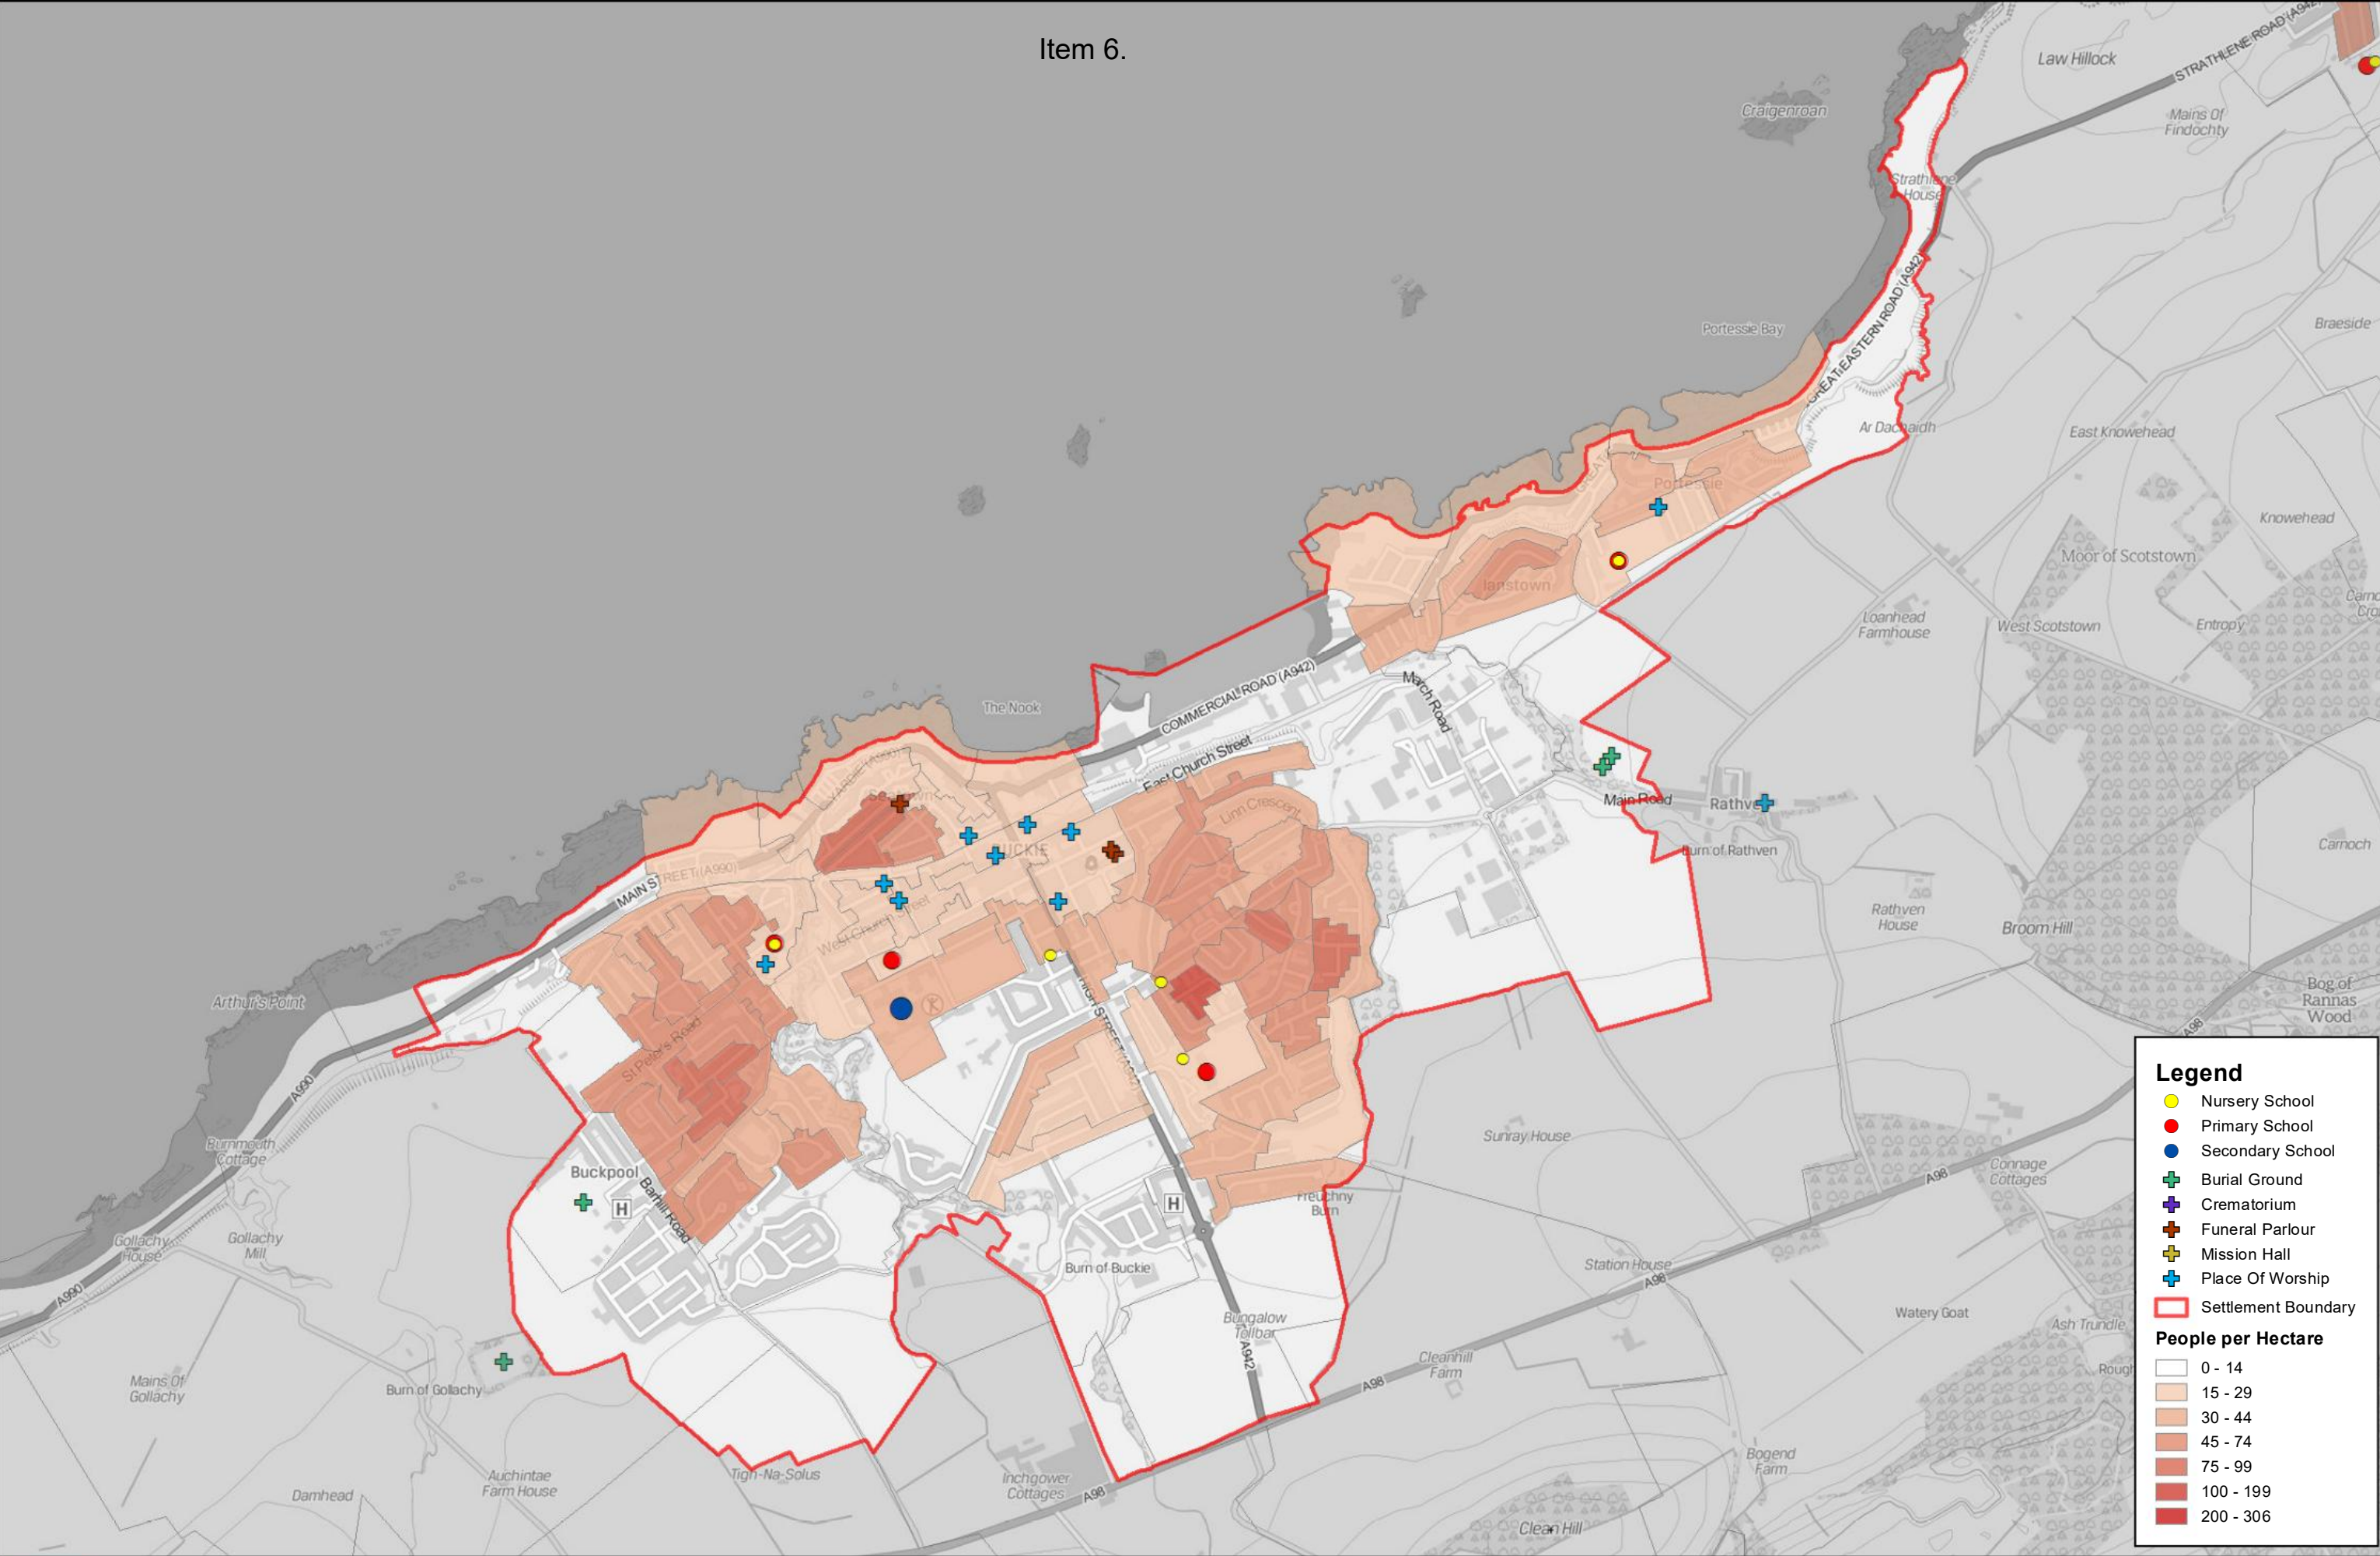 Item 6.
STRATHLENE ROAD (A942)
Law Hillock
Craigenroan
Mains Of
Findochty
Strathlene
House
GREAT EASTERN ROAD (A942)
Portessie Bay
Braeside
Ar Dachaidh
East Knowehead
Portessie
Knowehead
Moor of Scotstown
Ianstown
Loanhead
Farmhouse
West Scotstown
Entropy
March Road
COMMERCIAL ROAD (A942)
The Nook
East Church Street
Linn Crescent
Main Road
Rathven
Burn of Rathven
Carnoch
BUCKIE
MAIN STREET (A990)
West Church Street
Rathven
House
Broom Hill
Bog of
Rannas
Wood
Arthur's Point
HIGH STREET (A942)
St Peter's Road
A990
A98
Burnmouth
Cottage
Sunray House
Connage
Cottages
A98
Buckpool
H
Barhill Road
H
Freuchny
Burn
Gollachy
House
Gollachy
Mill
A990
Burn of Buckie
Station House
A98
Bungalow
Tollbar
A942
Watery Goat
Ash Trundle
Mains Of
Gollachy
Burn of Gollachy
Cleanhill
Farm
A98
Rough
Bogend
Farm
Auchintae
Farm House
Damhead
Tigh-Na-Solus
Inchgower
Cottages
A98
Clean Hill
Legend
Nursery School
Primary School
Secondary School
Burial Ground
Crematorium
Funeral Parlour
Mission Hall
Place Of Worship
Settlement Boundary
People per Hectare
0 - 14
15 - 29
30 - 44
45 - 74
75 - 99
100 - 199
200 - 306